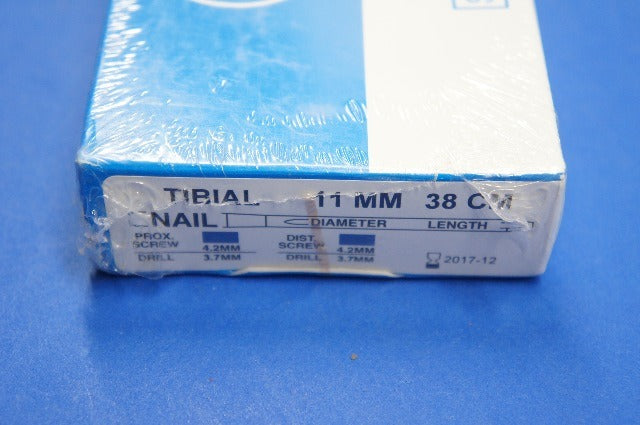 TIBIAL 11 MM 38 CM
NAIL DIAMETER LENGTH
PROX. DIST.
SCREW 4.2MM SCREW 4.2MM
DRILL 3.7MM DRILL 3.7MM
2017-12